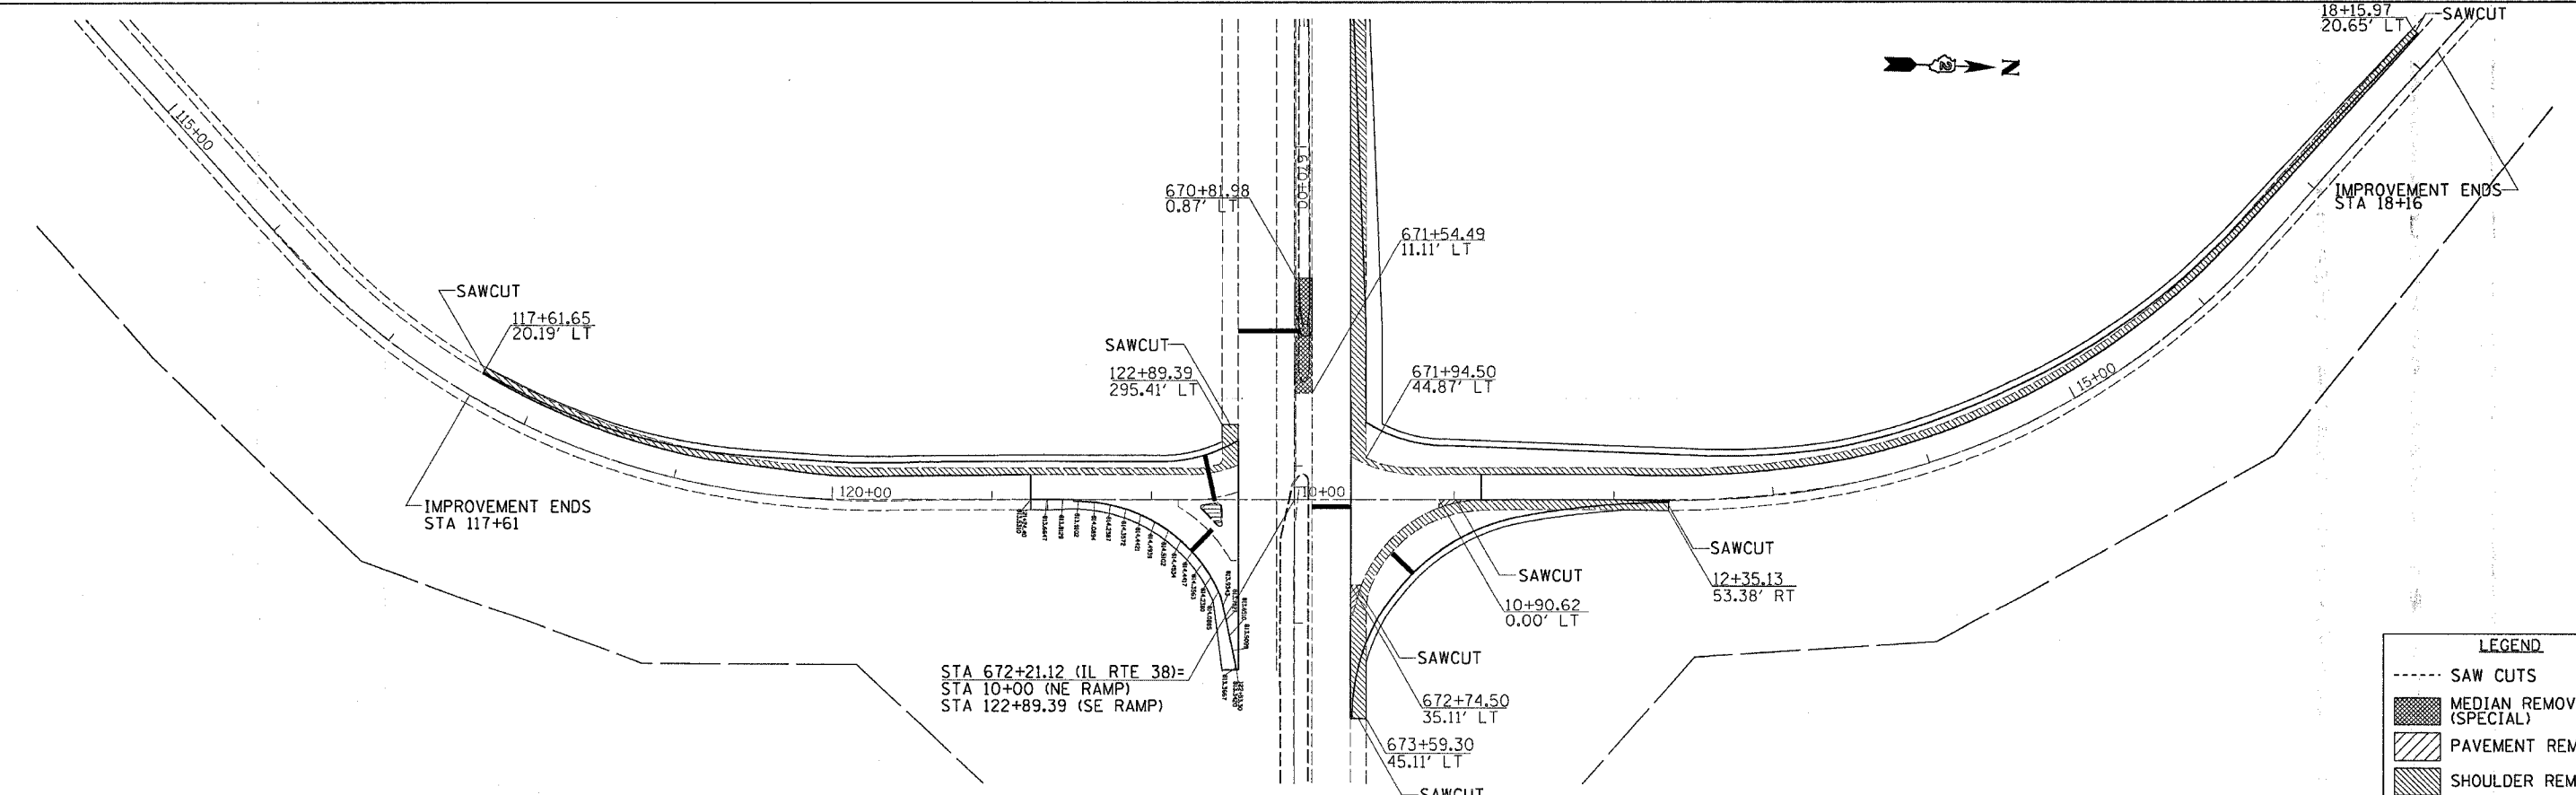 18+15.97
20.65' LT
SAWCUT
N
115+00
670+00
IMPROVEMENT ENDS
STA 18+16
670+81.98
0.87' LT
671+54.49
11.11' LT
SAWCUT
117+61.65
20.19' LT
SAWCUT
122+89.39
295.41' LT
671+94.50
44.87' LT
15+00
120+00
10+00
IMPROVEMENT ENDS
STA 117+61
SAWCUT
12+35.13
53.38' RT
SAWCUT
10+90.62
0.00' LT
SAWCUT
672+74.50
35.11' LT
STA 672+21.12 (IL RTE 38)=
STA 10+00 (NE RAMP)
STA 122+89.39 (SE RAMP)
673+59.30
45.11' LT
SAWCUT
LEGEND
SAW CUTS
MEDIAN REMOV
(SPECIAL)
PAVEMENT REM
SHOULDER REM